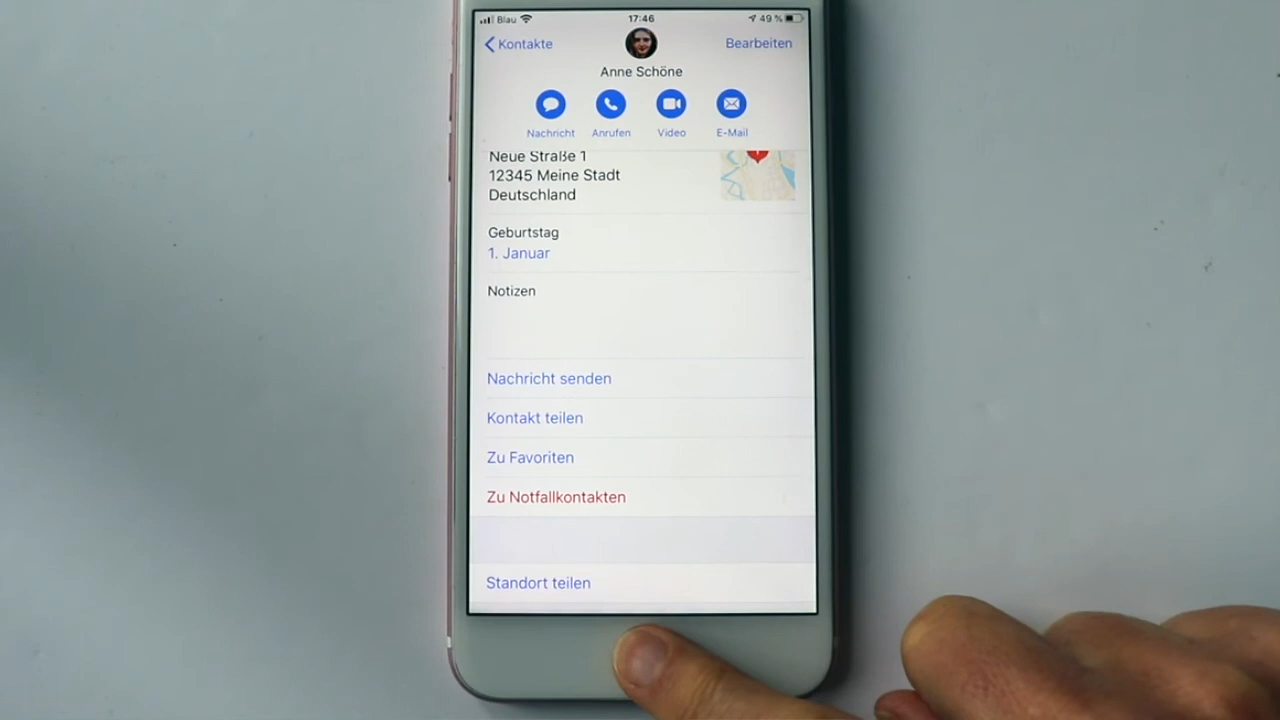 Blau 17:46 49 %
Kontakte Bearbeiten
Anne Schöne
Nachricht Anrufen Video E-Mail
Neue Straße 1
12345 Meine Stadt
Deutschland
Geburtstag
1. Januar
Notizen
Nachricht senden
Kontakt teilen
Zu Favoriten
Zu Notfallkontakten
Standort teilen